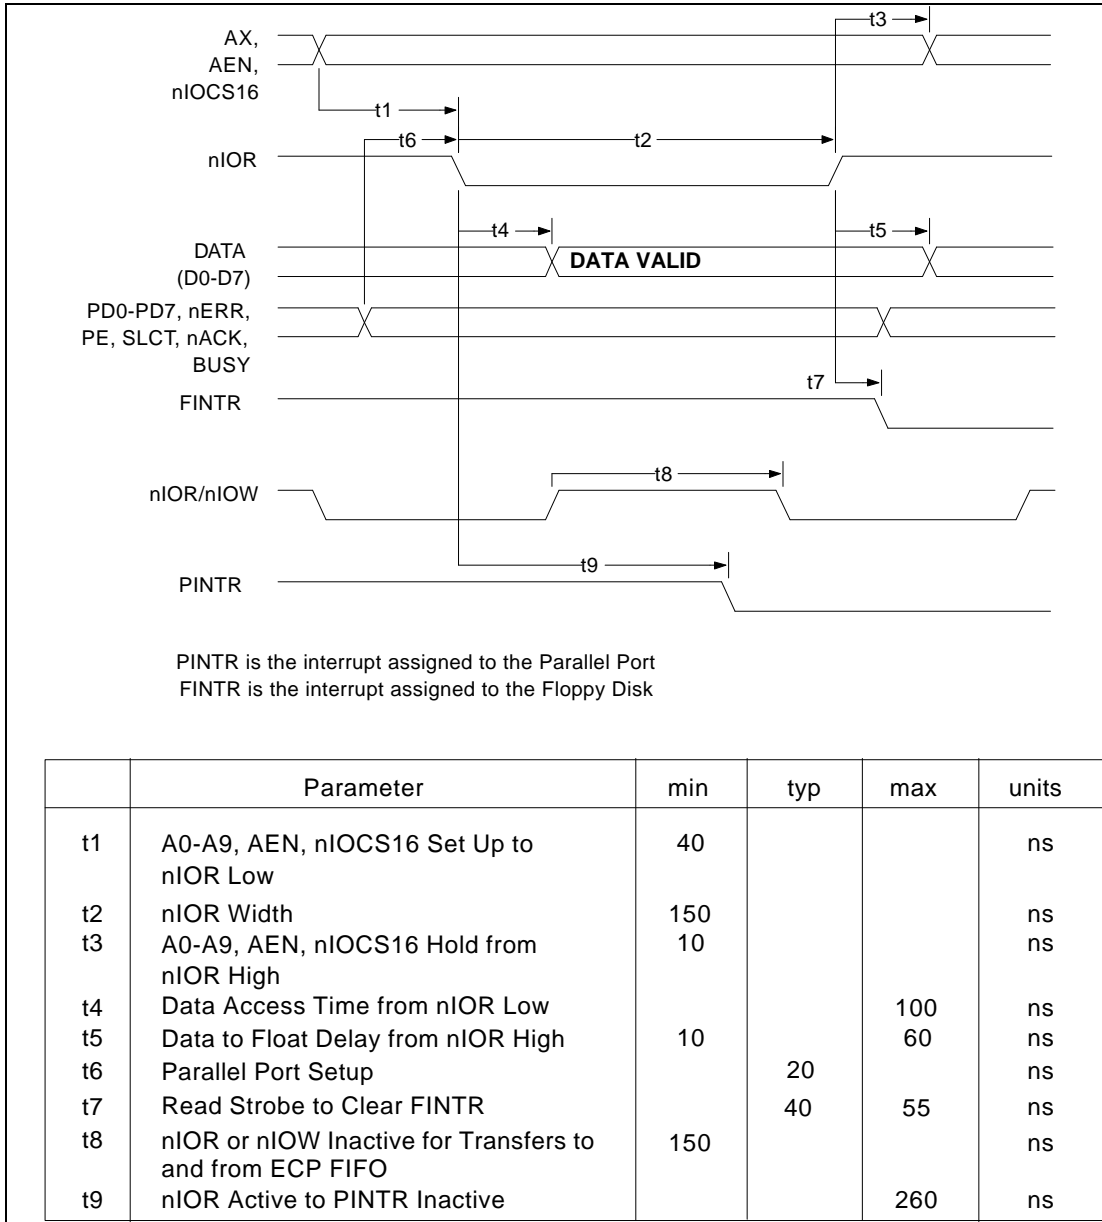 t3
AX,
AEN,
nIOCS16
t1
t6
t2
nIOR
t4
t5
DATA
(D0-D7)
DATA VALID
PD0-PD7, nERR,
PE, SLCT, nACK,
BUSY
t7
FINTR
t8
nIOR/nIOW
t9
PINTR
PINTR is the interrupt assigned to the Parallel Port
FINTR is the interrupt assigned to the Floppy Disk
Parameter min typ max units
t1 A0-A9, AEN, nIOCS16 Set Up to 40 ns
nIOR Low
t2 nIOR Width 150 ns
t3 A0-A9, AEN, nIOCS16 Hold from 10 ns
nIOR High
t4 Data Access Time from nIOR Low 100 ns
t5 Data to Float Delay from nIOR High 10 60 ns
t6 Parallel Port Setup 20 ns
t7 Read Strobe to Clear FINTR 40 55 ns
t8 nIOR or nIOW Inactive for Transfers to 150 ns
and from ECP FIFO
t9 nIOR Active to PINTR Inactive 260 ns